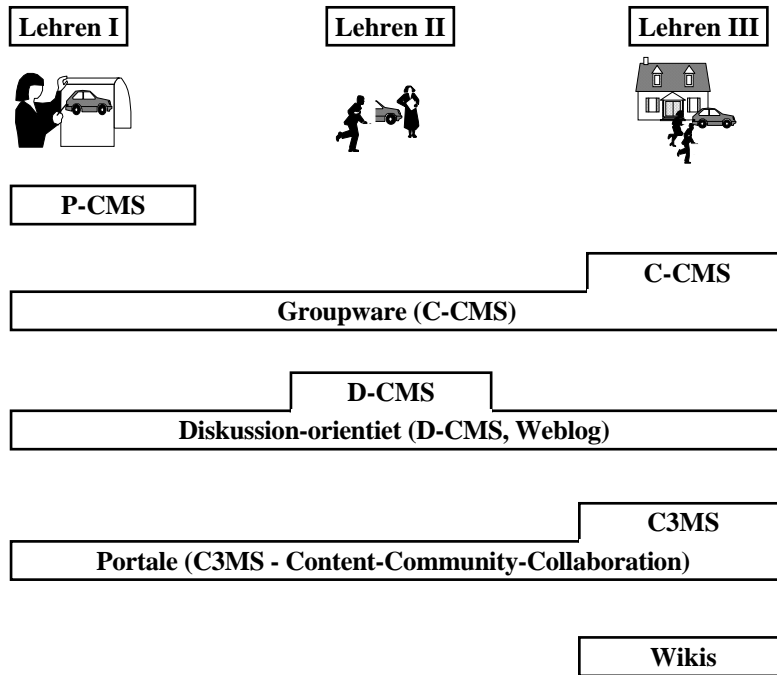 Lehren I
Lehren II
Lehren III
P-CMS
C-CMS
Groupware (C-CMS)
D-CMS
Diskussion-orientiet (D-CMS, Weblog)
C3MS
Portale (C3MS - Content-Community-Collaboration)
Wikis